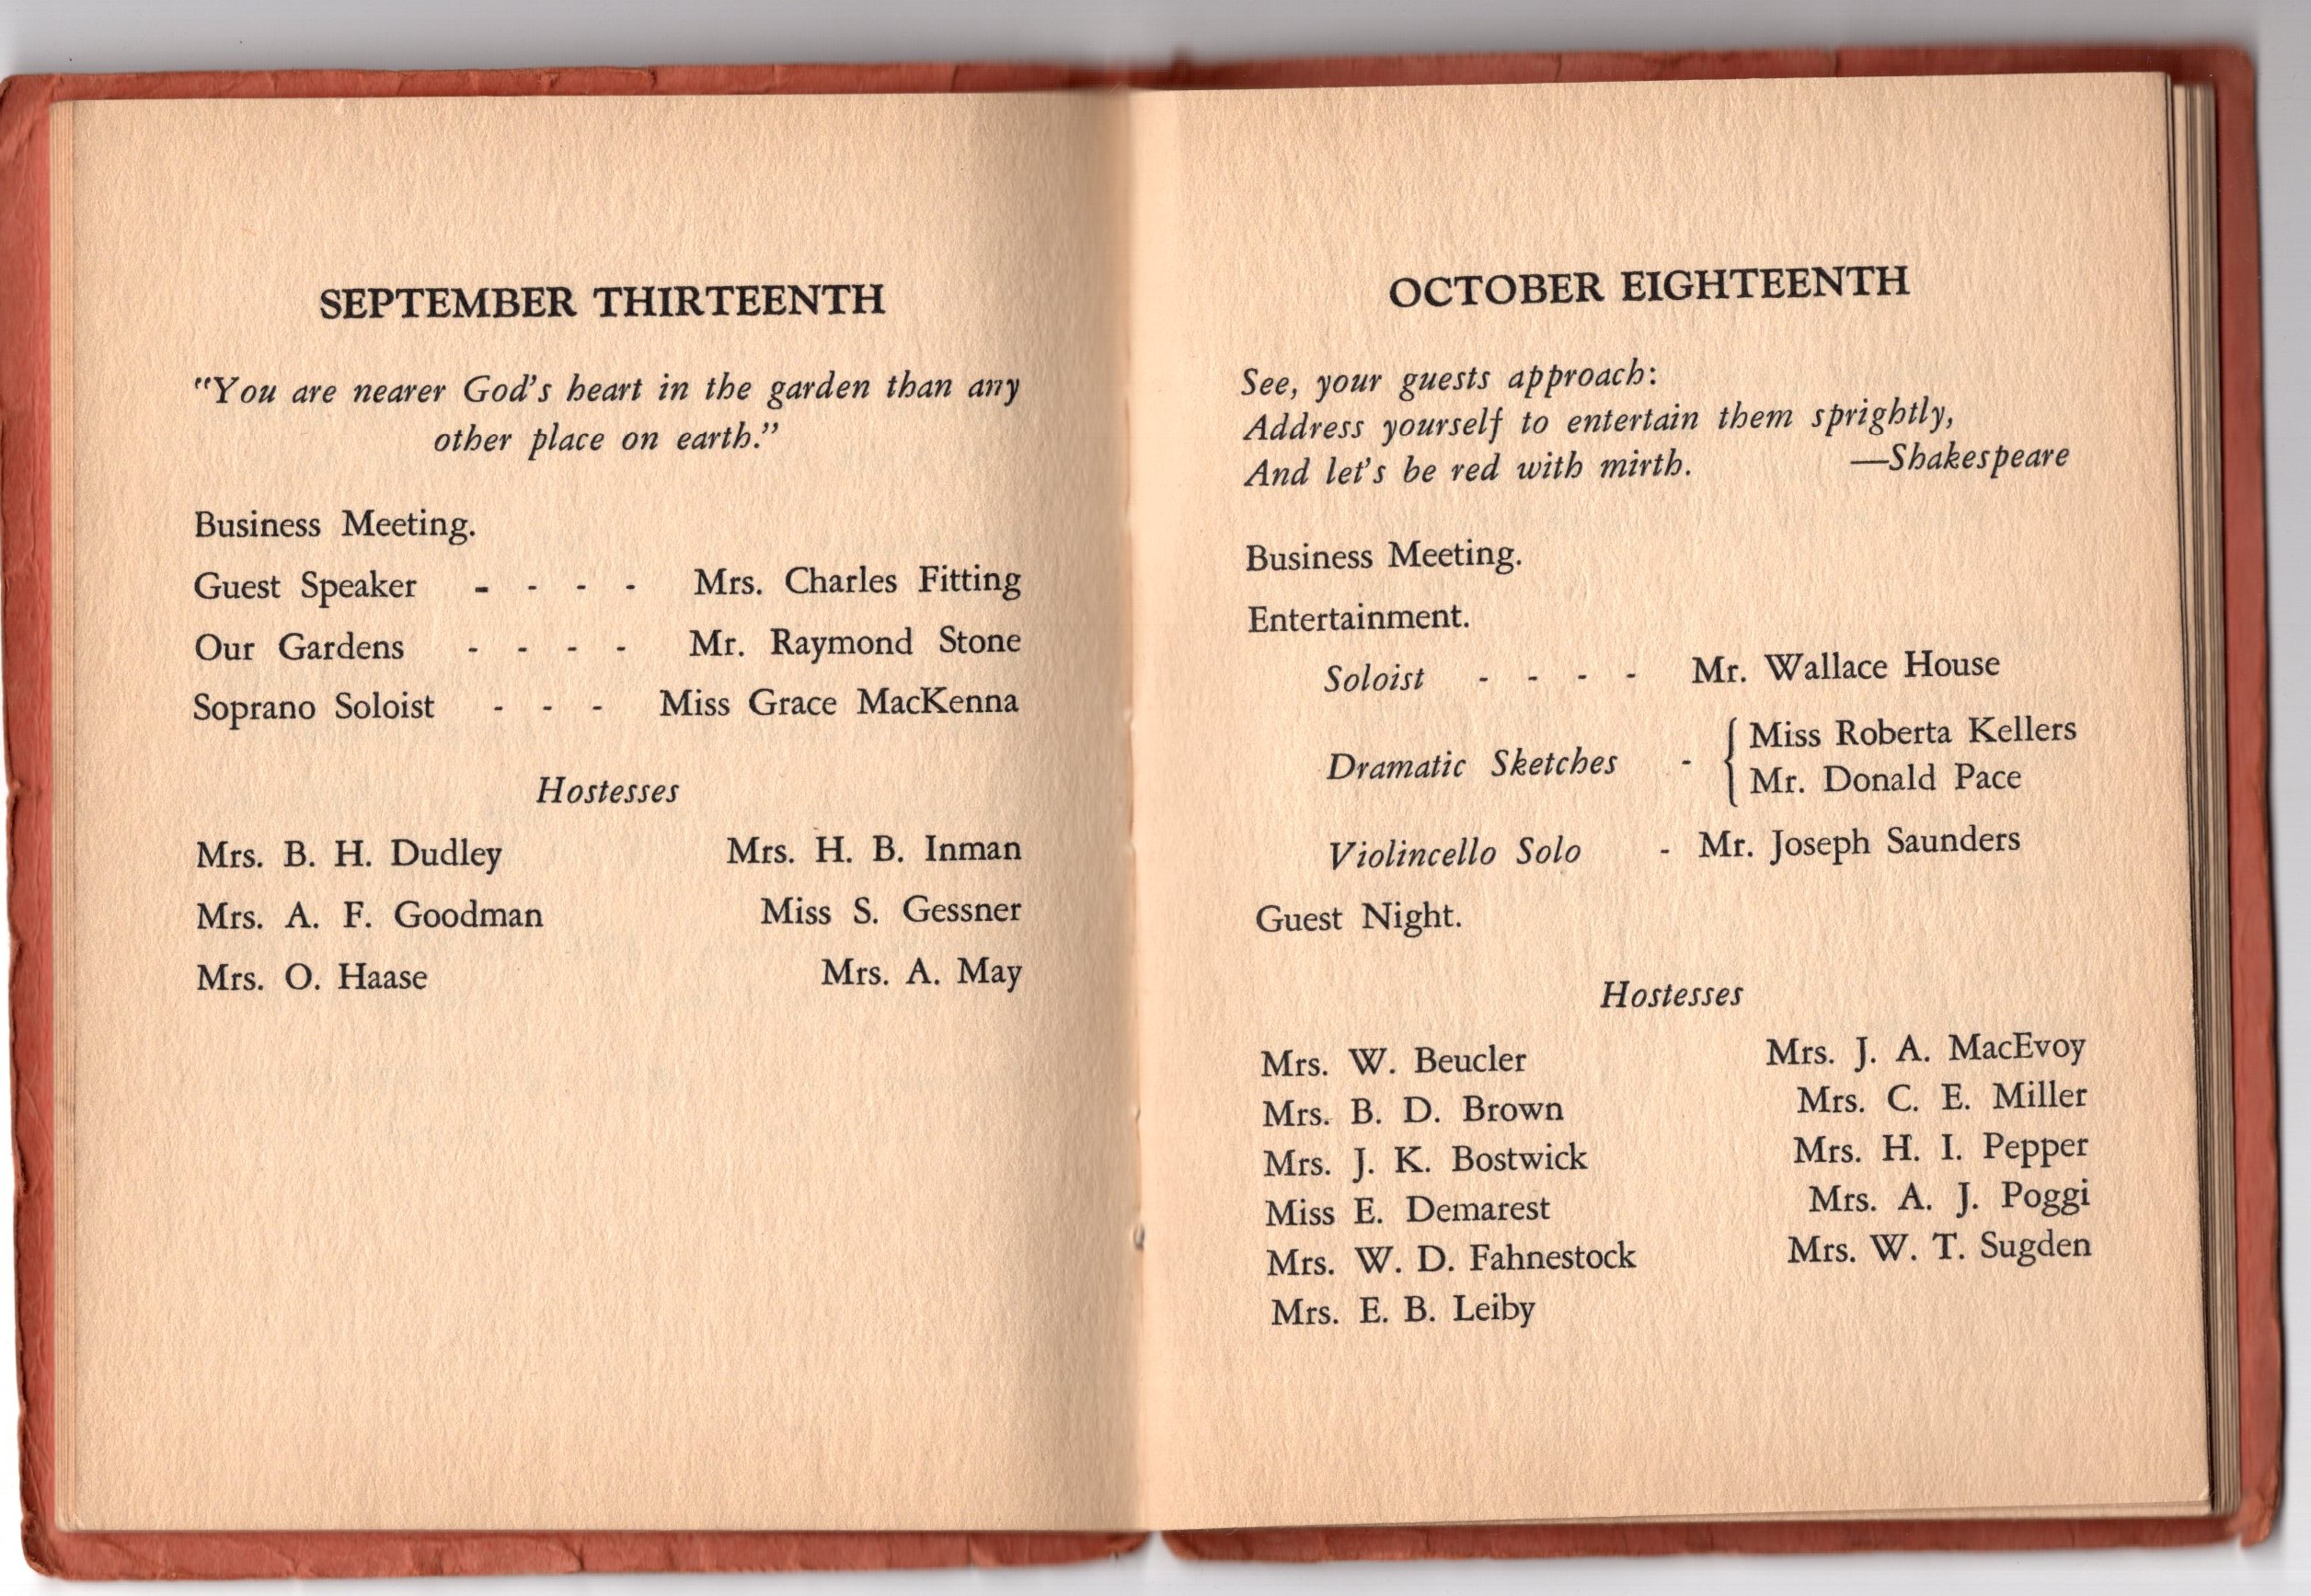 SEPTEMBER THIRTEENTH
"You are nearer God's heart in the garden than any
other place on earth."
Business Meeting.
Guest Speaker - - - - Mrs. Charles Fitting
Our Gardens - - - - Mr. Raymond Stone
Soprano Soloist - - - Miss Grace MacKenna
Hostesses
Mrs. B. H. Dudley Mrs. H. B. Inman
Mrs. A. F. Goodman Miss S. Gessner
Mrs. O. Haase Mrs. A. May
OCTOBER EIGHTEENTH
See, your guests approach:
Address yourself to entertain them sprightly,
And let's be red with mirth. —Shakespeare
Business Meeting.
Entertainment.
Soloist - - - - Mr. Wallace House
Dramatic Sketches - { Miss Roberta Kellers
Mr. Donald Pace
Violincello Solo - Mr. Joseph Saunders
Guest Night.
Hostesses
Mrs. W. Beucler Mrs. J. A. MacEvoy
Mrs. B. D. Brown Mrs. C. E. Miller
Mrs. J. K. Bostwick Mrs. H. I. Pepper
Miss E. Demarest Mrs. A. J. Poggi
Mrs. W. D. Fahnestock Mrs. W. T. Sugden
Mrs. E. B. Leiby